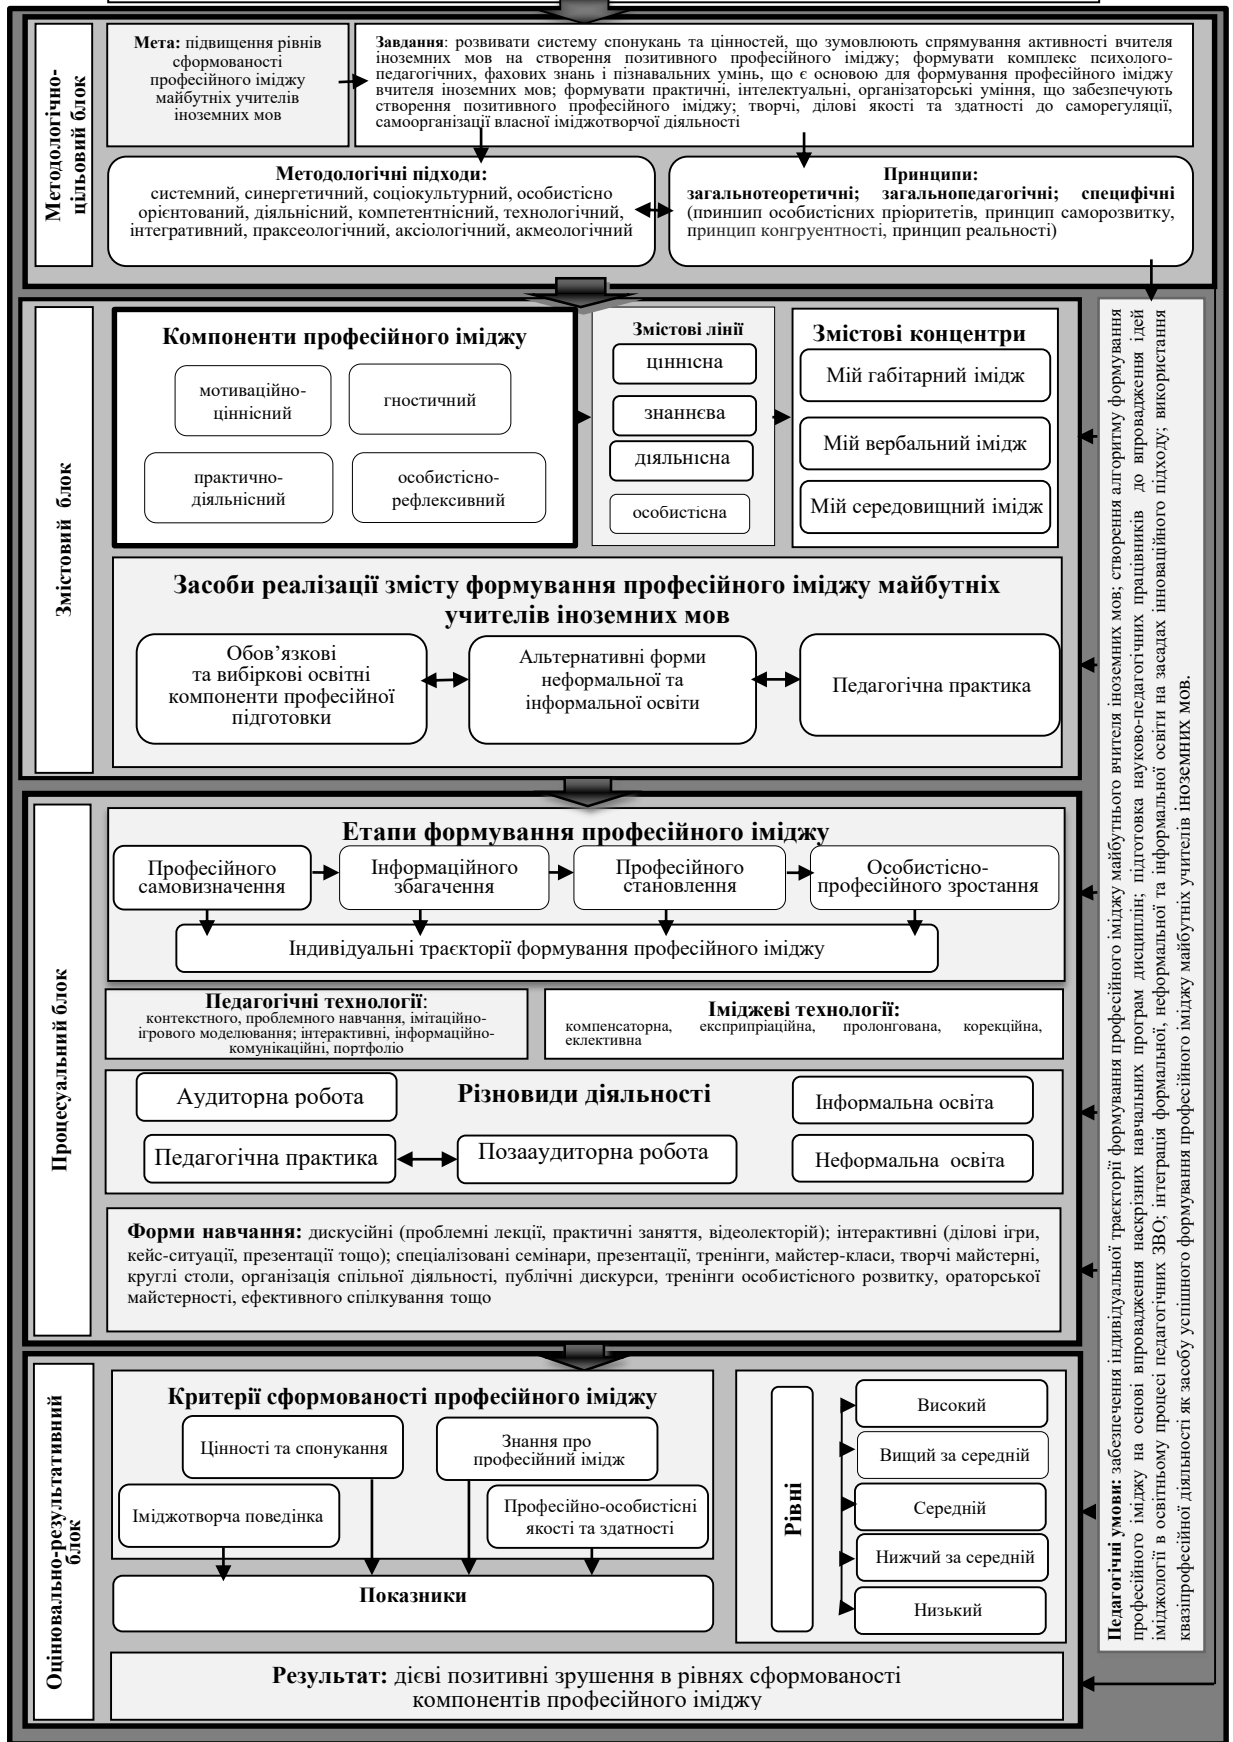 Методологічно-
цільовий блок
Мета: підвищення рівнів
сформованості
професійного іміджу
майбутніх учителів
іноземних мов
Завдання: розвивати систему спонукань та цінностей, що зумовлюють спрямування активності вчителя
іноземних мов на створення позитивного професійного іміджу; формувати комплекс психолого-
педагогічних, фахових знань і пізнавальних умінь, що є основою для формування професійного іміджу
вчителя іноземних мов; формувати практичні, інтелектуальні, організаторські уміння, що забезпечують
створення позитивного професійного іміджу; творчі, ділові якості та здатності до саморегуляції,
самоорганізації власної іміджотворчої діяльності
Методологічні підходи:
системний, синергетичний, соціокультурний, особистісно
орієнтований, діяльнісний, компетентнісний, технологічний,
інтегративний, праксеологічний, аксіологічний, акмеологічний
Принципи:
загальнотеоретичні; загальнопедагогічні; специфічні
(принцип особистісних пріоритетів, принцип саморозвитку,
принцип конгруентності, принцип реальності)
Змістовий блок
Компоненти професійного іміджу
мотиваційно-
ціннісний
гностичний
практично-
діяльнісний
особистісно-
рефлексивний
Змістові лінії
ціннісна
знаннєва
діяльнісна
особистісна
Змістові концентри
Мій габітарний імідж
Мій вербальний імідж
Мій середовищний імідж
Засоби реалізації змісту формування професійного іміджу майбутніх
учителів іноземних мов
Обов’язкові
та вибіркові освітні
компоненти професійної
підготовки
Альтернативні форми
неформальної та
інформальної освіти
Педагогічна практика
Процесуальний блок
Етапи формування професійного іміджу
Професійного
самовизначення
Інформаційного
збагачення
Професійного
становлення
Особистісно-
професійного зростання
Індивідуальні траєкторії формування професійного іміджу
Педагогічні технології:
контекстного, проблемного навчання, імітаційно-
ігрового моделювання; інтерактивні, інформаційно-
комунікаційні, портфоліо
Іміджеві технології:
компенсаторна, експрипріаційна, пролонгована, корекційна,
еклективна
Різновиди діяльності
Аудиторна робота
Інформальна освіта
Педагогічна практика
Позааудиторна робота
Неформальна освіта
Форми навчання: дискусійні (проблемні лекції, практичні заняття, відеолекторій); інтерактивні (ділові ігри,
кейс-ситуації, презентації тощо); спеціалізовані семінари, презентації, тренінги, майстер-класи, творчі майстерні,
круглі столи, організація спільної діяльності, публічні дискурси, тренінги особистісного розвитку, ораторської
майстерності, ефективного спілкування тощо
Оцінювально-результативний
блок
Критерії сформованості професійного іміджу
Цінності та спонукання
Знання про
професійний імідж
Іміджотворча поведінка
Професійно-особистісні
якості та здатності
Показники
Рівні
Високий
Вищий за середній
Середній
Нижчий за середній
Низький
Результат: дієві позитивні зрушення в рівнях сформованості
компонентів професійного іміджу
Педагогічні умови: забезпечення індивідуальної траєкторії формування професійного іміджу майбутнього вчителя іноземних мов; створення алгоритму формування
професійного іміджу на основі впровадження наскрізних навчальних програм дисциплін; підготовка науково-педагогічних працівників до впровадження ідей
іміджології в освітньому процесі педагогічних ЗВО; інтеграція формальної, неформальної та інформальної освіти на засадах інноваційного підходу; використання
квазіпрофесійної діяльності як засобу успішного формування професійного іміджу майбутніх учителів іноземних мов.